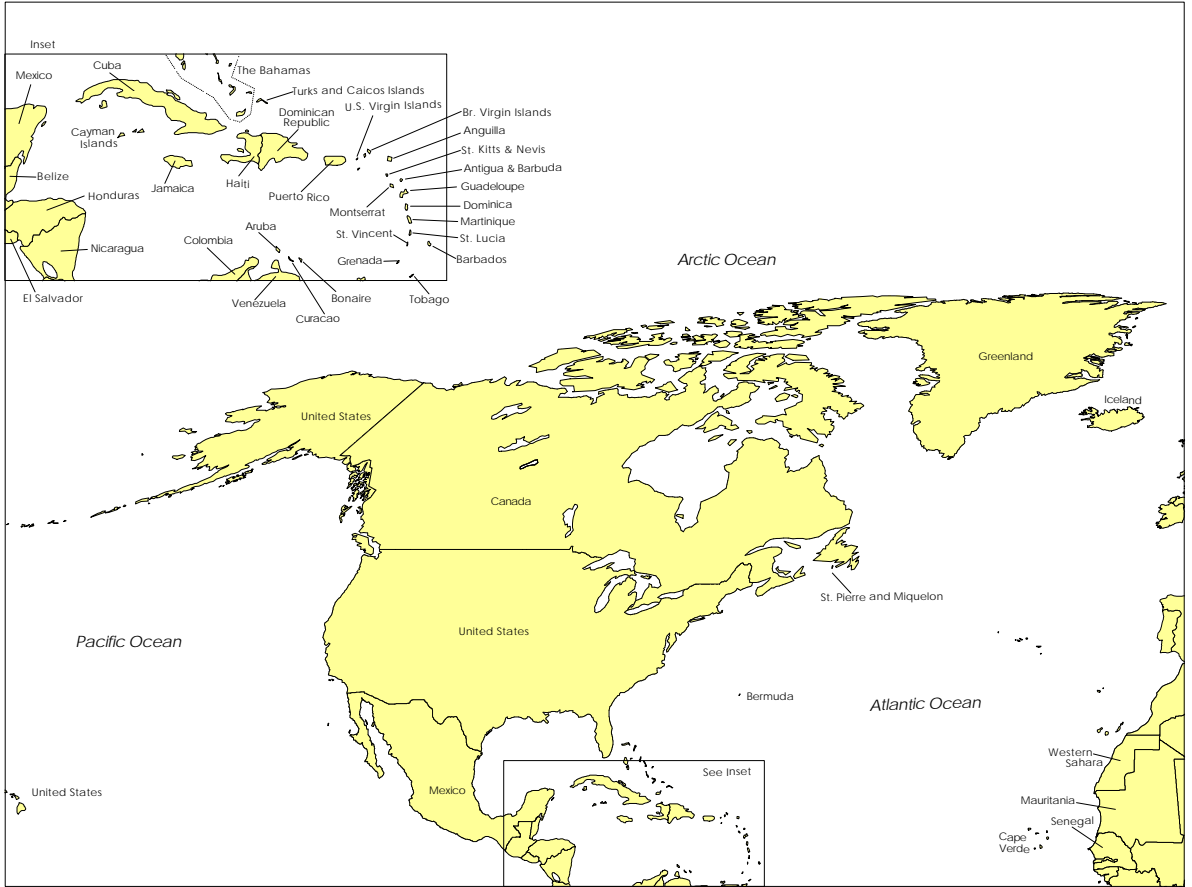 Inset
Mexico
Cuba
The Bahamas
Turks and Caicos Islands
U.S. Virgin Islands
Dominican
Republic
Br. Virgin Islands
Anguilla
Cayman
Islands
St. Kitts & Nevis
Antigua & Barbuda
Belize
Jamaica
Haiti
Puerto Rico
Guadeloupe
Honduras
Montserrat
Dominica
Martinique
Aruba
St. Vincent
St. Lucia
Nicaragua
Colombia
Grenada
Barbados
El Salvador
Venezuela
Bonaire
Tobago
Curacao
Arctic Ocean
Greenland
Iceland
United States
Canada
St. Pierre and Miquelon
United States
Pacific Ocean
Bermuda
Atlantic Ocean
Western
Sahara
See Inset
United States
Mexico
Mauritania
Senegal
Cape
Verde